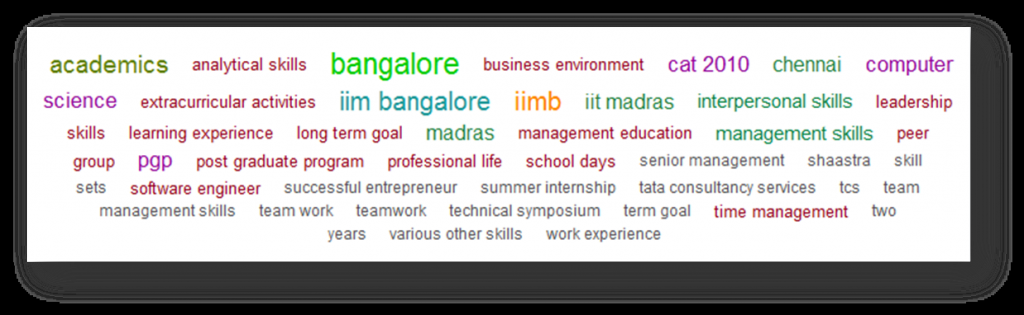 academics analytical skills bangalore business environment cat 2010 chennai computer
science extracurricular activities iim bangalore iimb iit madras interpersonal skills leadership
skills learning experience long term goal madras management education management skills peer
group pgp post graduate program professional life school days senior management shaastra skill
sets software engineer successful entrepreneur summer internship tata consultancy services tcs team
management skills team work teamwork technical symposium term goal time management two
years various other skills work experience